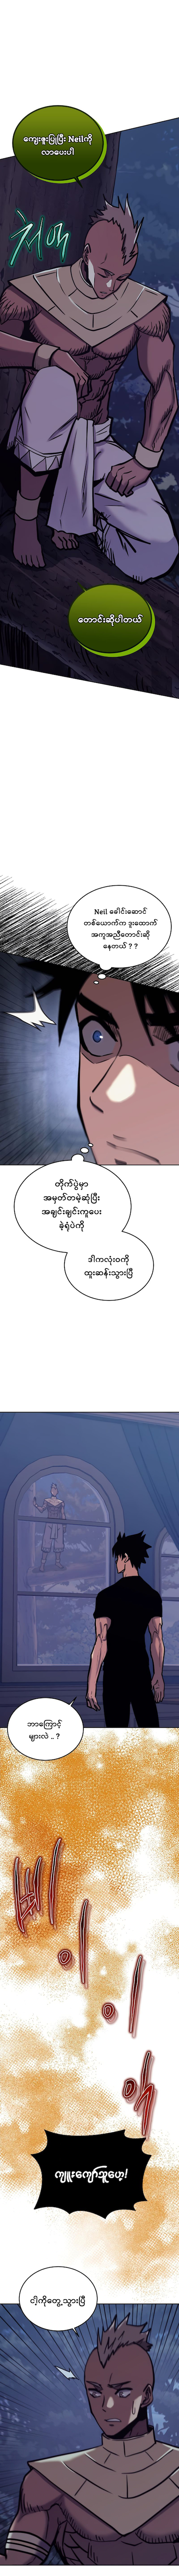 ကျေးဇူးပြုပြီး Neilကို
လာပေးပါ
တောင်းဆိုပါတယ်
Neil ခေါင်းဆောင်
တစ်ယောက်က ဒူးထောက်
အကူအညီတောင်းဆို
နေတယ် ? ?
တိုက်ပွဲမှာ
အမှတ်တမဲ့ဆုံပြီး
အချင်းချင်းကူပေး
ခဲ့ရုံပဲကို
ဒါကလုံးဝကို
ထူးဆန်းသွားပြီ
ဘာကြောင့်
များလဲ .. ?
ကျူးကျော်သူဟေ့!
ငါ့ကိုတွေ့သွားပြီ